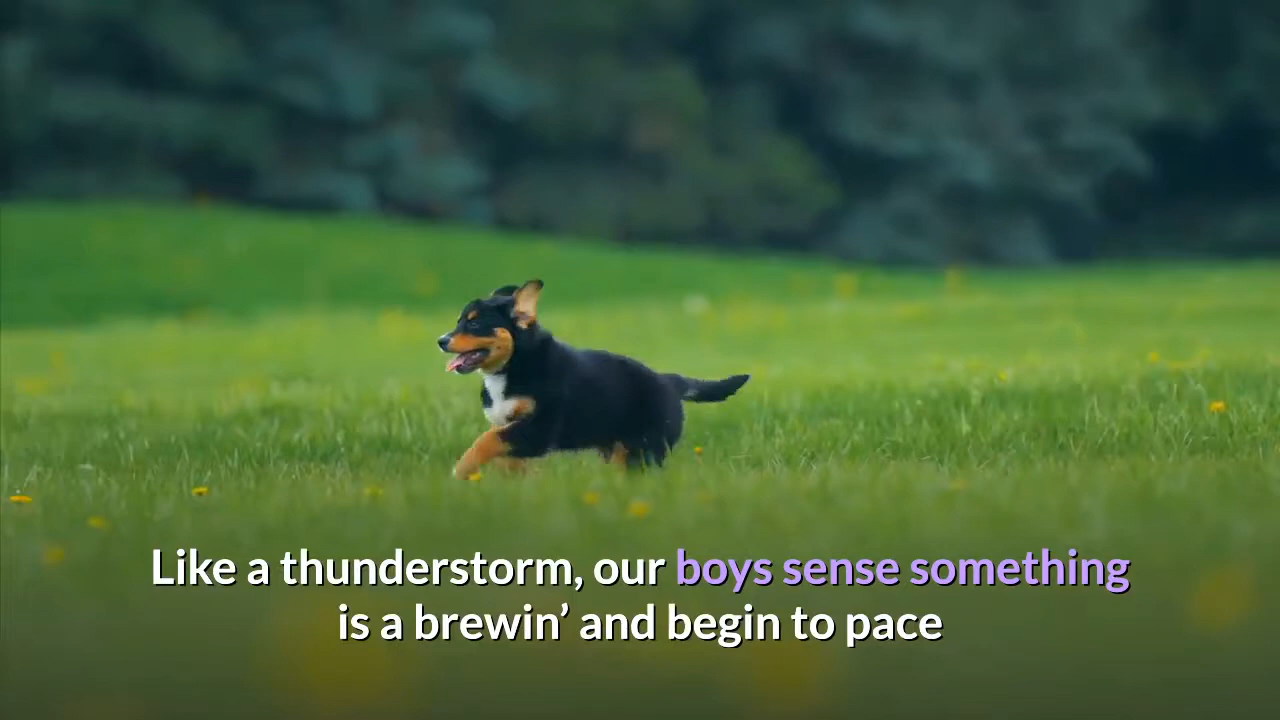 Like a thunderstorm, our boys sense something
is a brewin’ and begin to pace